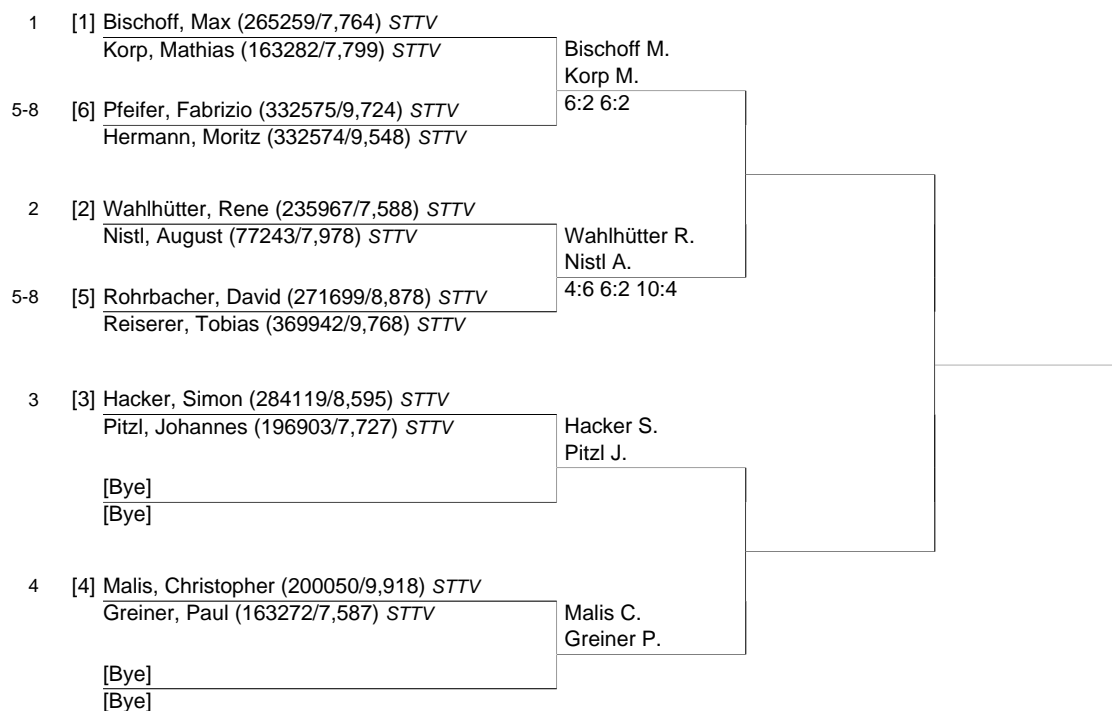 1 [1] Bischoff, Max (265259/7,764) STTV
Korp, Mathias (163282/7,799) STTV
Bischoff M.
Korp M.
6:2 6:2
5-8 [6] Pfeifer, Fabrizio (332575/9,724) STTV
Hermann, Moritz (332574/9,548) STTV
2 [2] Wahlhütter, Rene (235967/7,588) STTV
Nistl, August (77243/7,978) STTV
Wahlhütter R.
Nistl A.
4:6 6:2 10:4
5-8 [5] Rohrbacher, David (271699/8,878) STTV
Reiserer, Tobias (369942/9,768) STTV
3 [3] Hacker, Simon (284119/8,595) STTV
Pitzl, Johannes (196903/7,727) STTV
Hacker S.
Pitzl J.
[Bye]
[Bye]
4 [4] Malis, Christopher (200050/9,918) STTV
Greiner, Paul (163272/7,587) STTV
Malis C.
Greiner P.
[Bye]
[Bye]